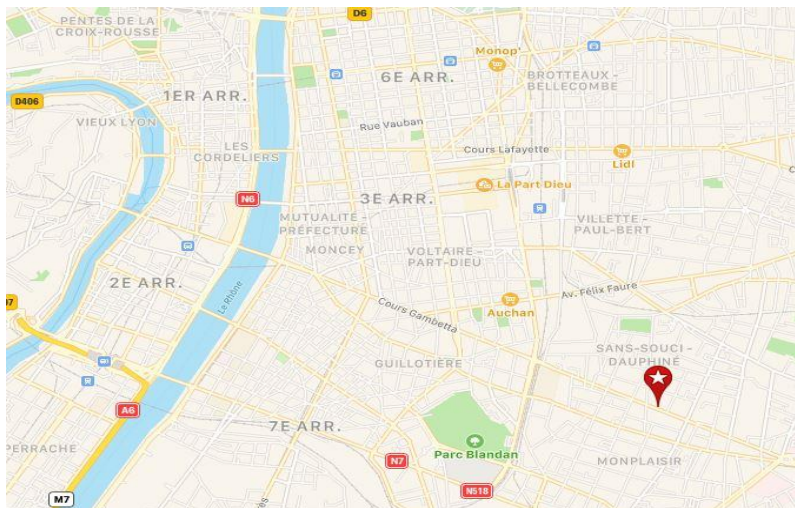 D6
PENTES DE LA
CROIX-ROUSSE
Monop'
6E ARR.
BROTTEAUX -
BELLECOMBE
1ER ARR.
D406
VIEUX LYON
Rue Vauban
LES
CORDELIERS
Cours Lafayette
Lidl
La Part Dieu
N6
3E ARR.
MUTUALITÉ -
PRÉFECTURE
MONCEY
VILLETTE -
PAUL-BERT
VOLTAIRE -
PART-DIEU
2E ARR.
Le Rhône
Av. Félix Faure
Cours Gambetta
Auchan
SANS-SOUCI -
DAUPHINÉ
GUILLOTIÈRE
A6
7E ARR.
PERRACHE
Parc Blandan
N7
MONPLAISIR
M7
N518